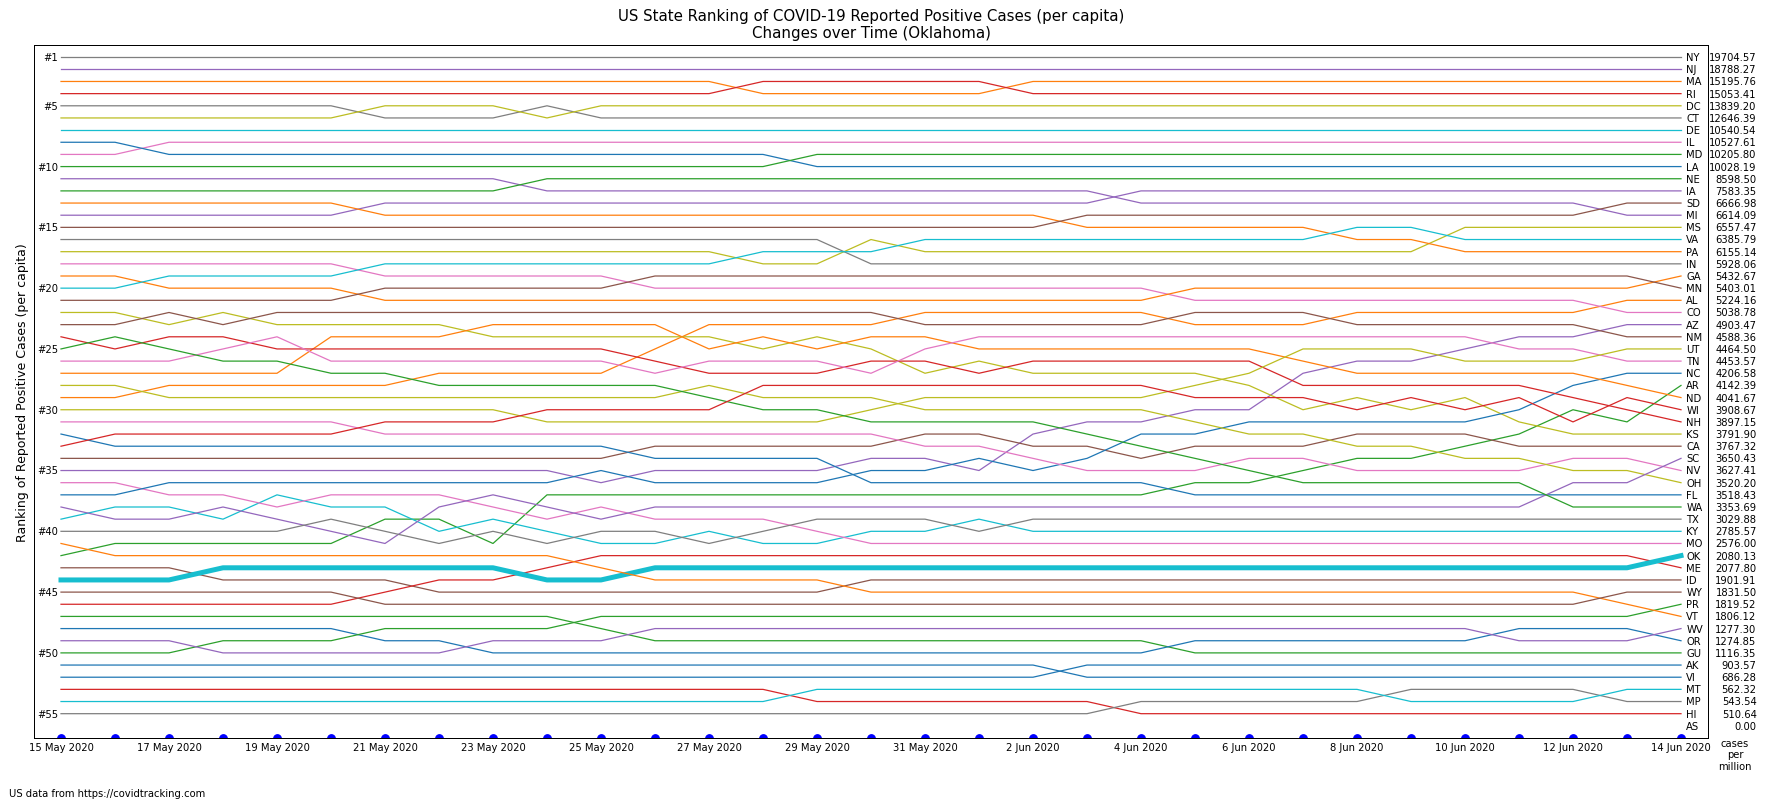 US State Ranking of COVID-19 Reported Positive Cases (per capita)
Changes over Time (Oklahoma)
Ranking of Reported Positive Cases (per capita)
#1 NY 19704.57
NJ 18788.27
MA 15195.76
RI 15053.41
#5 DC 13839.20
CT 12646.39
DE 10540.54
IL 10527.61
MD 10205.80
#10 LA 10028.19
NE 8598.50
IA 7583.35
SD 6666.98
MI 6614.09
#15 MS 6557.47
VA 6385.79
PA 6155.14
IN 5928.06
GA 5432.67
#20 MN 5403.01
AL 5224.16
CO 5038.78
AZ 4903.47
NM 4588.36
#25 UT 4464.50
TN 4453.57
NC 4206.58
AR 4142.39
ND 4041.67
#30 WI 3908.67
NH 3897.15
KS 3791.90
CA 3767.32
SC 3650.43
#35 NV 3627.41
OH 3520.20
FL 3518.43
WA 3353.69
TX 3029.88
#40 KY 2785.57
MO 2576.00
OK 2080.13
ME 2077.80
ID 1901.91
#45 WY 1831.50
PR 1819.52
VT 1806.12
WV 1277.30
OR 1274.85
#50 GU 1116.35
AK 903.57
VI 686.28
MT 562.32
MP 543.54
#55 HI 510.64
AS 0.00
15 May 2020 17 May 2020 19 May 2020 21 May 2020 23 May 2020 25 May 2020 27 May 2020 29 May 2020 31 May 2020 2 Jun 2020 4 Jun 2020 6 Jun 2020 8 Jun 2020 10 Jun 2020 12 Jun 2020 14 Jun 2020
cases
per
million
US data from https://covidtracking.com